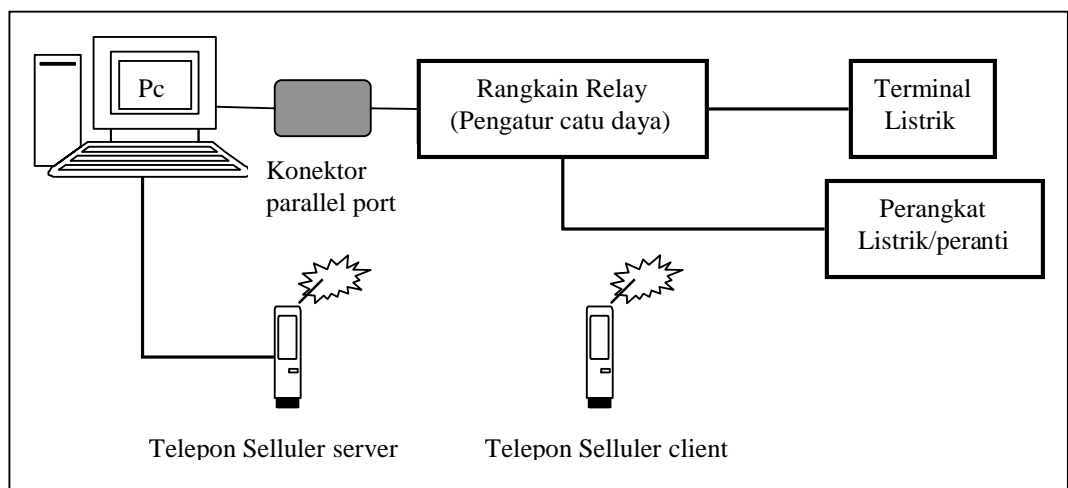 Pc
Konektor
parallel port
Rangkain Relay
(Pengatur catu daya)
Terminal
Listrik
Perangkat
Listrik/peranti
Telepon Selluler server
Telepon Selluler client